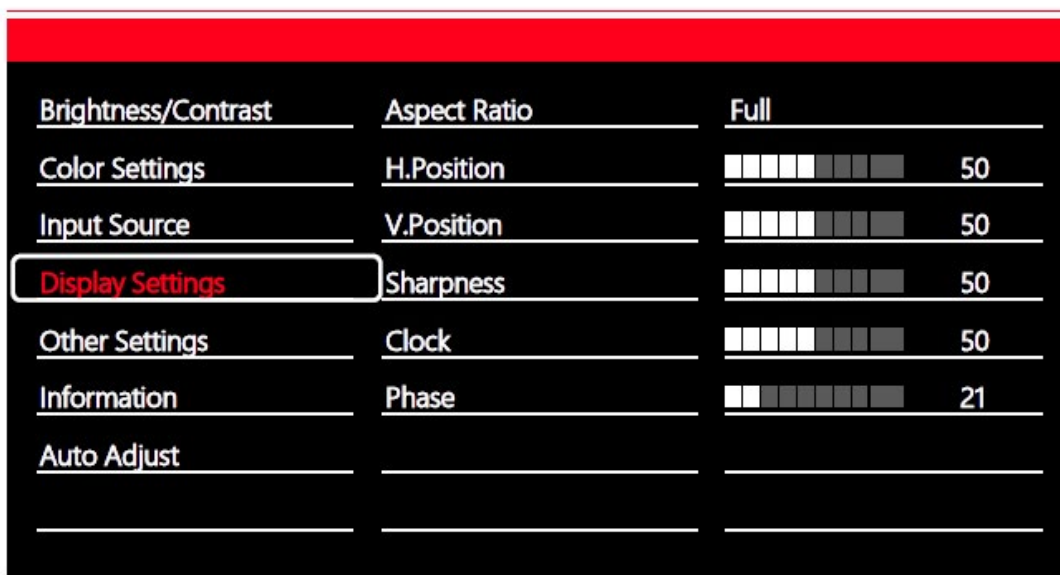 Brightness/Contrast Aspect Ratio Full
Color Settings H.Position 50
Input Source V.Position 50
Display Settings Sharpness 50
Other Settings Clock 50
Information Phase 21
Auto Adjust